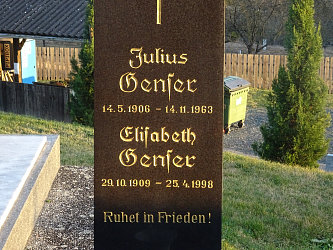 Julius
Genser
14.5.1906 – 14.11.1963
Elisabeth
Genser
29.10.1909 – 25.4.1998
Ruhet in Frieden!